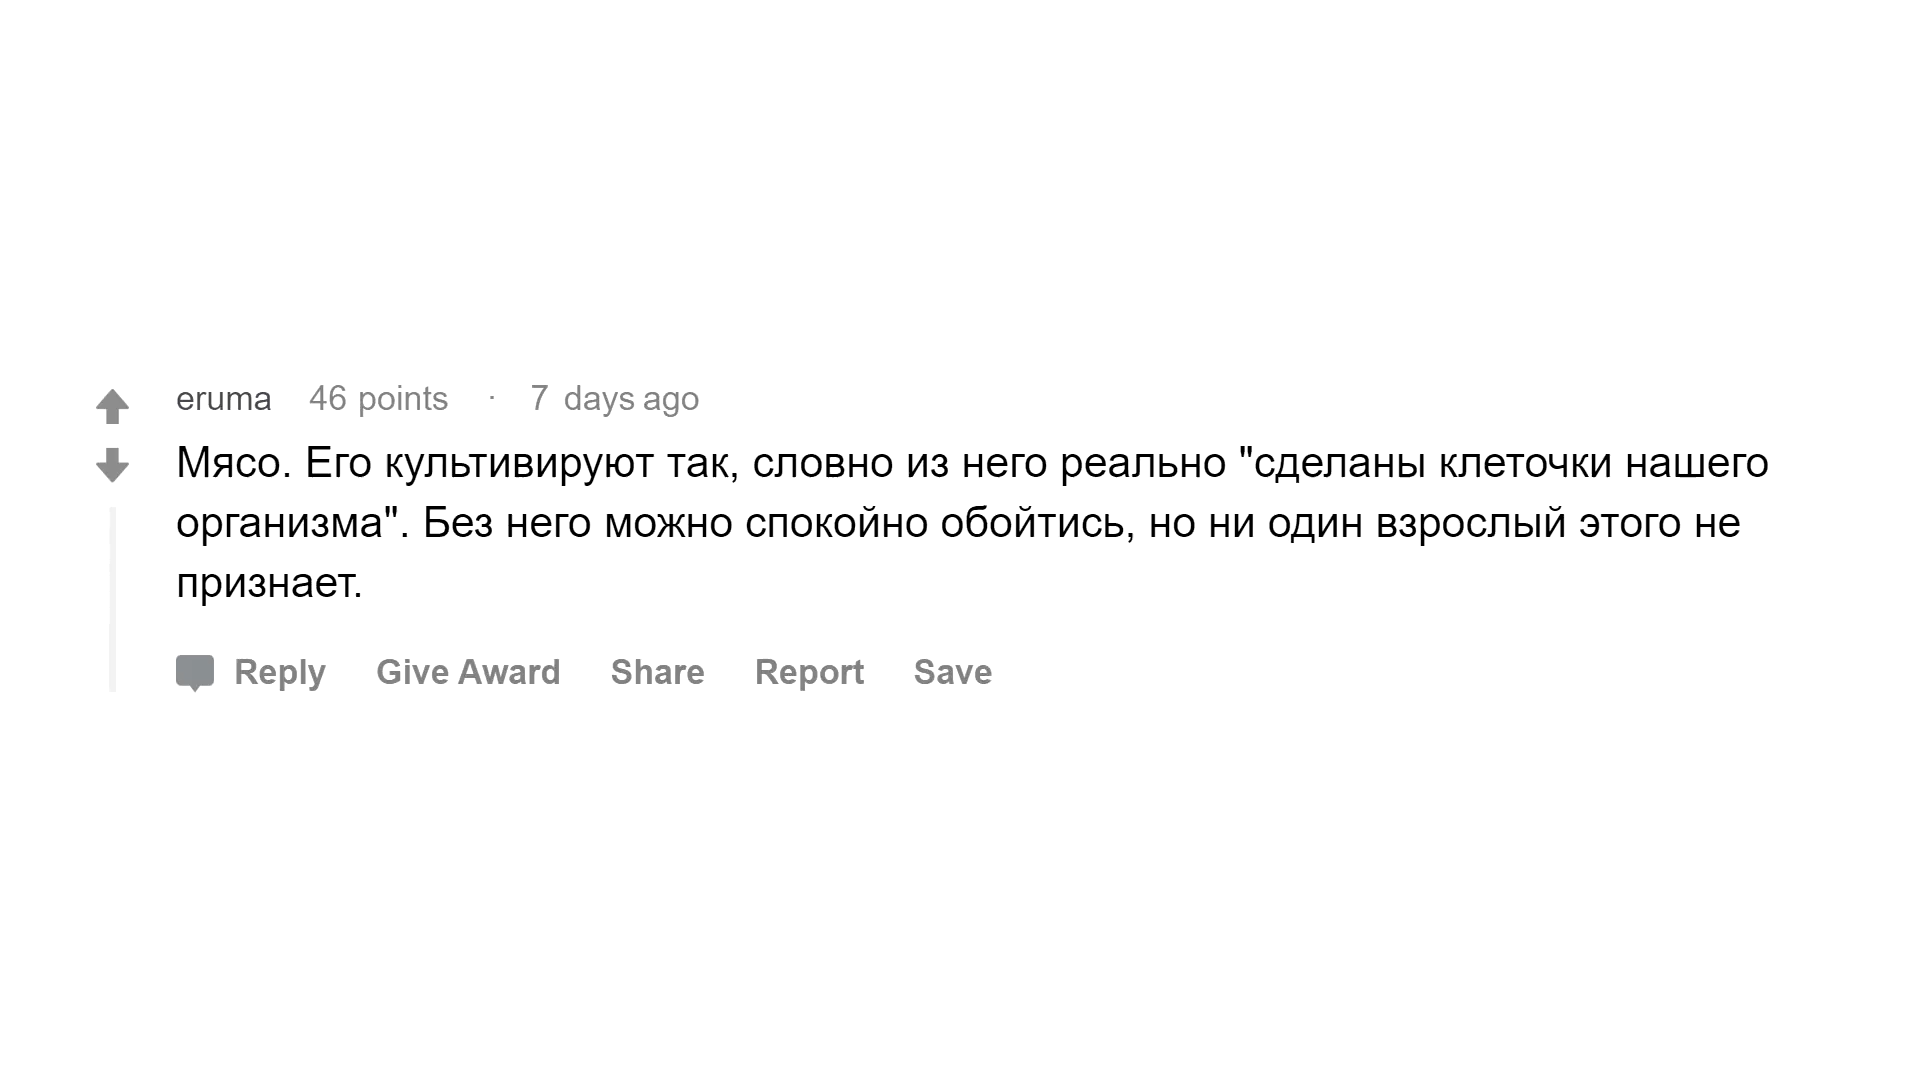 eruma 46 points · 7 days ago
Мясо. Его культивируют так, словно из него реально "сделаны клеточки нашего
организма". Без него можно спокойно обойтись, но ни один взрослый этого не
признает.
Reply Give Award Share Report Save